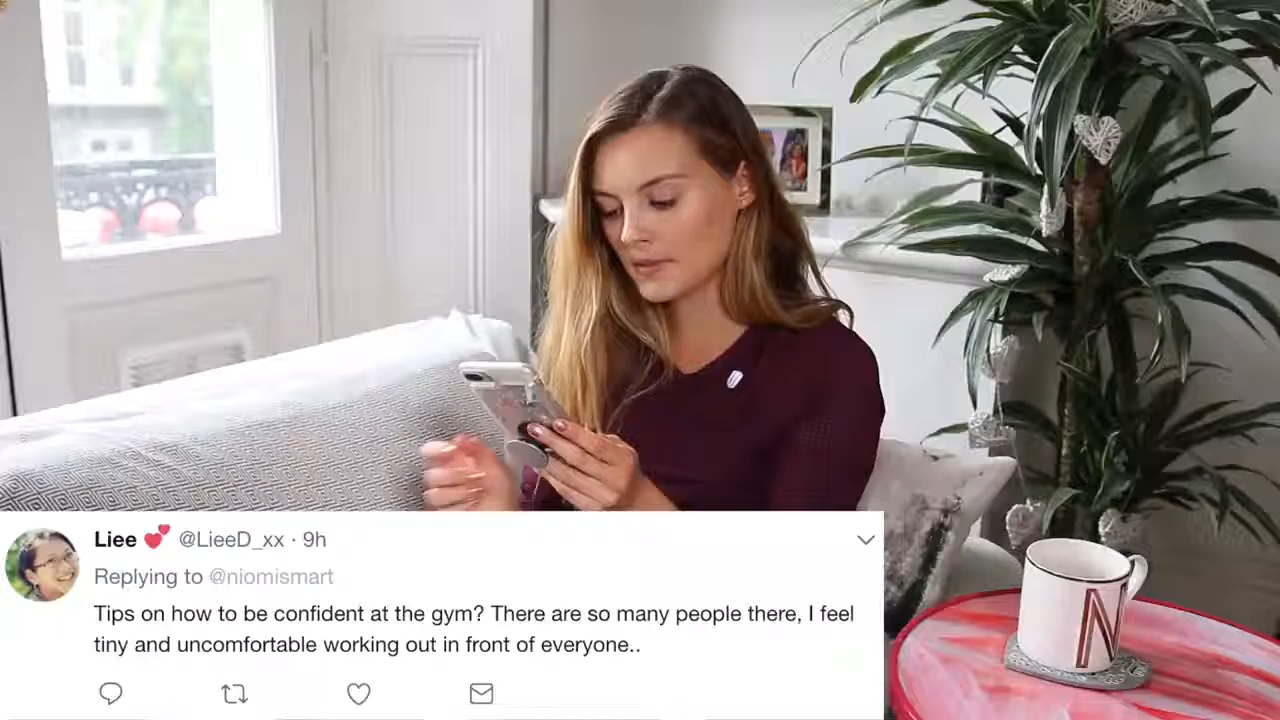 Liee 💕 @LieeD_xx · 9h
Replying to @niomismart
Tips on how to be confident at the gym? There are so many people there, I feel
tiny and uncomfortable working out in front of everyone..
N